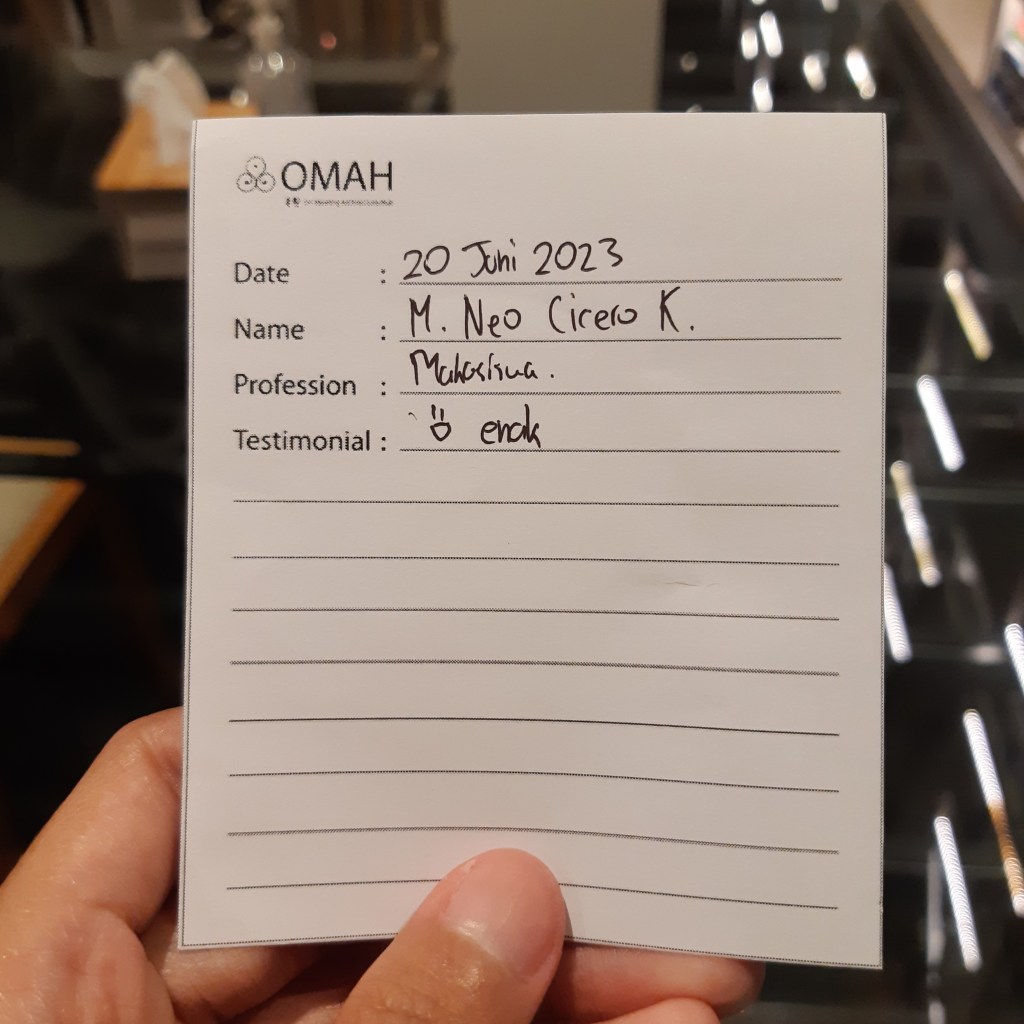 OMAH
Date : 20 Juni 2023
Name : M. Neo Cicero K.
Profession : Mahasiswa.
Testimonial : enak